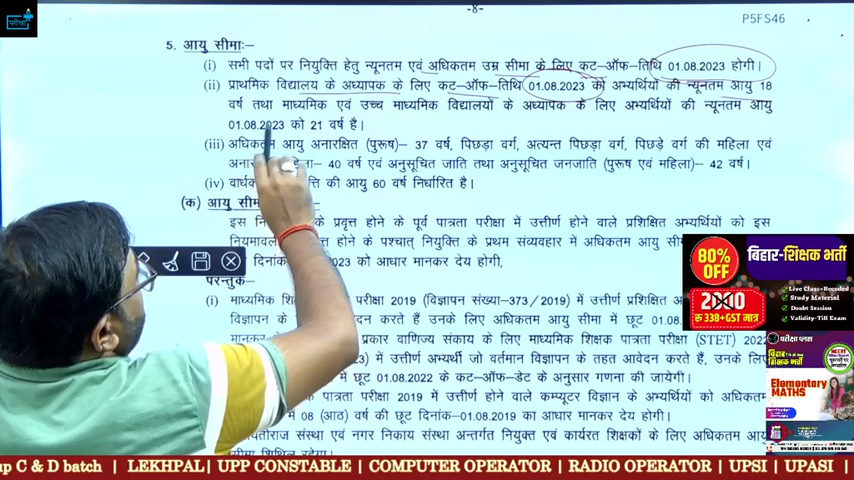 परीक्षा
-8-
P5FS46
5. आयु सीमाः-
(i) सभी पदों पर नियुक्ति हेतु न्यूनतम एवं अधिकतम उम्र सीमा के लिए कट-ऑफ-तिथि 01.08.2023 होगी।
(ii) प्राथमिक विद्यालय के अध्यापक के लिए कट-ऑफ-तिथि 01.08.2023 को अभ्यर्थियों की न्यूनतम आयु 18
वर्ष तथा माध्यमिक एवं उच्च माध्यमिक विद्यालयों के अध्यापक के लिए अभ्यर्थियों की न्यूनतम आयु
01.08.2023 को 21 वर्ष है।
(iii) अधिकतम आयु अनारक्षित (पुरूष)- 37 वर्ष, पिछड़ा वर्ग, अत्यन्त पिछड़ा वर्ग, पिछड़े वर्ग की महिला एवं
40 वर्ष एवं अनुसूचित जाति तथा अनुसूचित जनजाति (पुरूष एवं महिला)- 42 वर्ष।
(iv) की आयु 60 वर्ष निर्धारित है।
(क) आयु
इस के प्रवृत्त होने के पूर्व पात्रता परीक्षा में उत्तीर्ण होने वाले प्रशिक्षित अभ्यर्थियों को इस
होने के पश्चात् नियुक्ति के प्रथम संव्यवहार में अधिकतम आयु
दिनांक 2023 को आधार मानकर देय होगी,
परन्तुक-
(i) माध्यमिक परीक्षा 2019 (विज्ञापन संख्या-373/2019) में उत्तीर्ण प्रशिक्षित
विज्ञापन के करते हैं, उनके लिए अधिकतम आयु सीमा में छूट
प्रकार वाणिज्य संकाय के लिए माध्यमिक शिक्षक पात्रता परीक्षा (STET) 2022
में उत्तीर्ण अभ्यर्थी जो वर्तमान विज्ञापन के तहत आवेदन करते हैं, उनके लिए
में छूट 01.08.2022 के कट-ऑफ-डेट के अनुसार गणना की जायेगी।
पात्रता परीक्षा 2019 में उत्तीर्ण होने वाले कम्प्यूटर विज्ञान के अभ्यर्थियों को अधिकतम
में 08 (आठ) वर्ष की छूट दिनांक-01.08.2019 का आधार मानकर देय होगी।
संस्था एवं नगर निकाय संस्था अन्तर्गत नियुक्त एवं कार्यरत शिक्षकों के लिए अधिकतम आयु
80% OFF
बिहार-शिक्षक भर्ती
2000
रु 338+GST मात्र
Live Class+Recorded
Study Material
Doubt Session
Validity-Till Exam
परीक्षा प्लस
Elementary
MATHS
up C & D batch | LEKHPAL| UPP CONSTABLE | COMPUTER OPERATOR | RADIO OPERATOR | UPSI | UPASI |